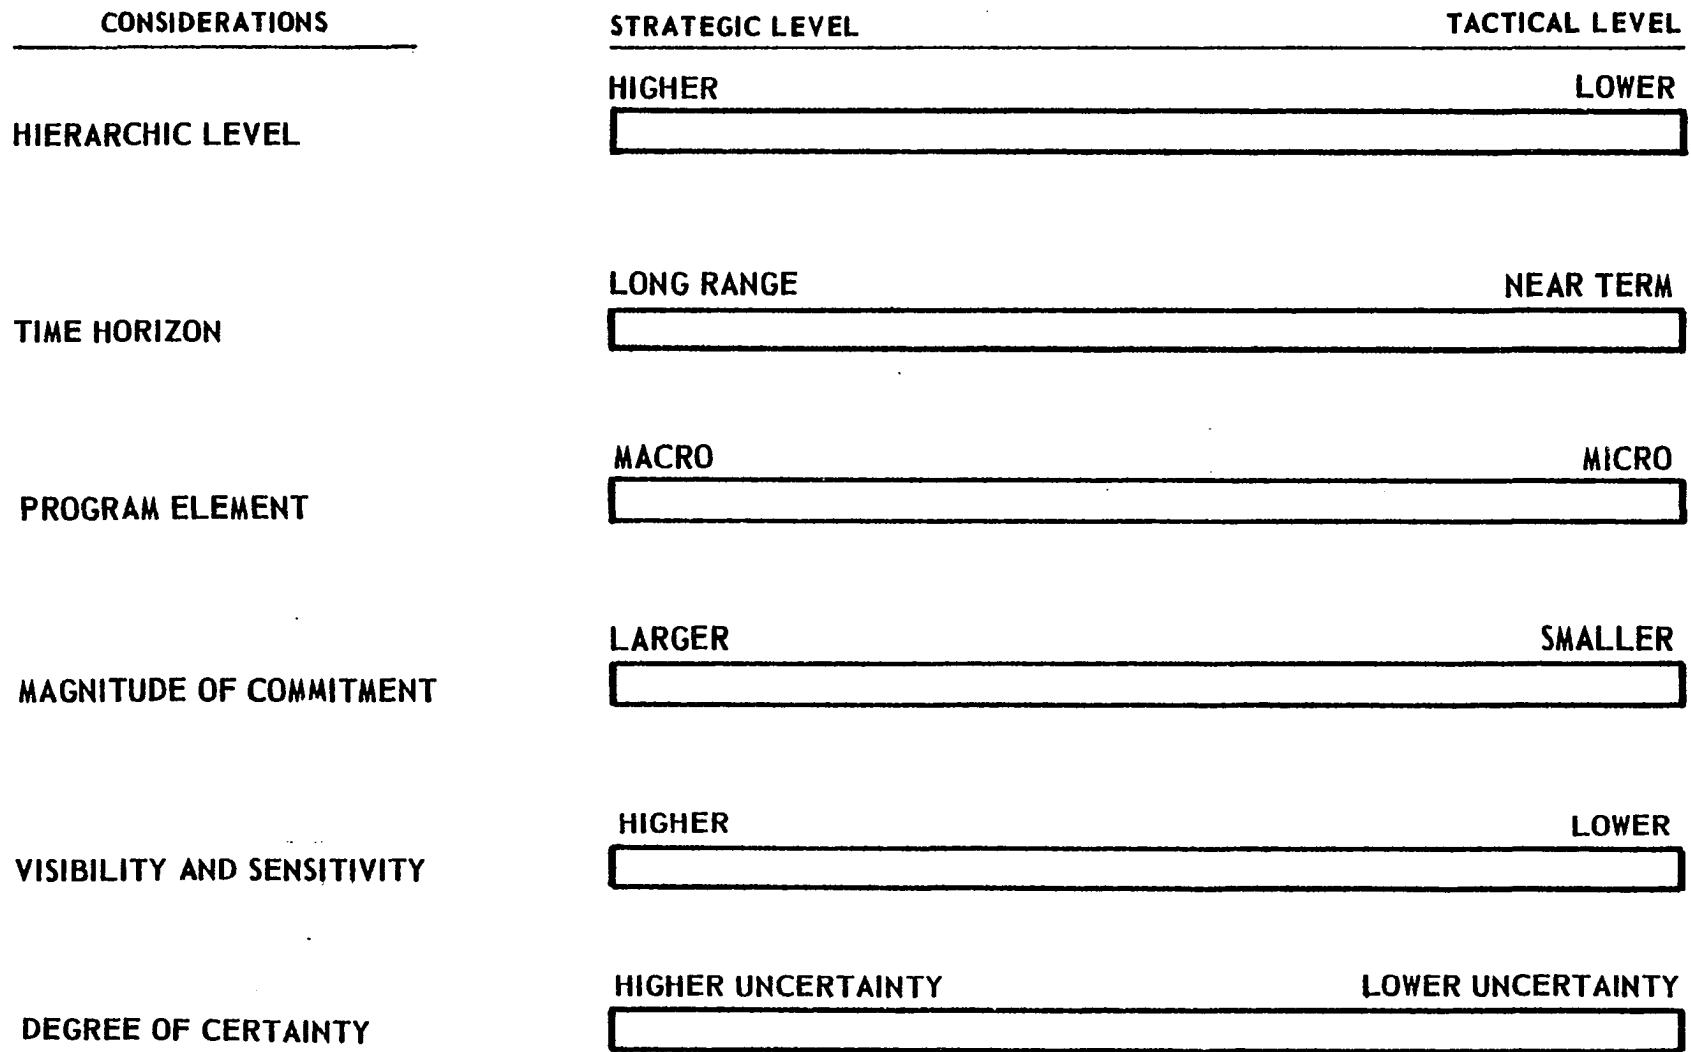 CONSIDERATIONS STRATEGIC LEVEL TACTICAL LEVEL
HIGHER LOWER
HIERARCHIC LEVEL
LONG RANGE NEAR TERM
TIME HORIZON
MACRO MICRO
PROGRAM ELEMENT
LARGER SMALLER
MAGNITUDE OF COMMITMENT
HIGHER LOWER
VISIBILITY AND SENSITIVITY
HIGHER UNCERTAINTY LOWER UNCERTAINTY
DEGREE OF CERTAINTY